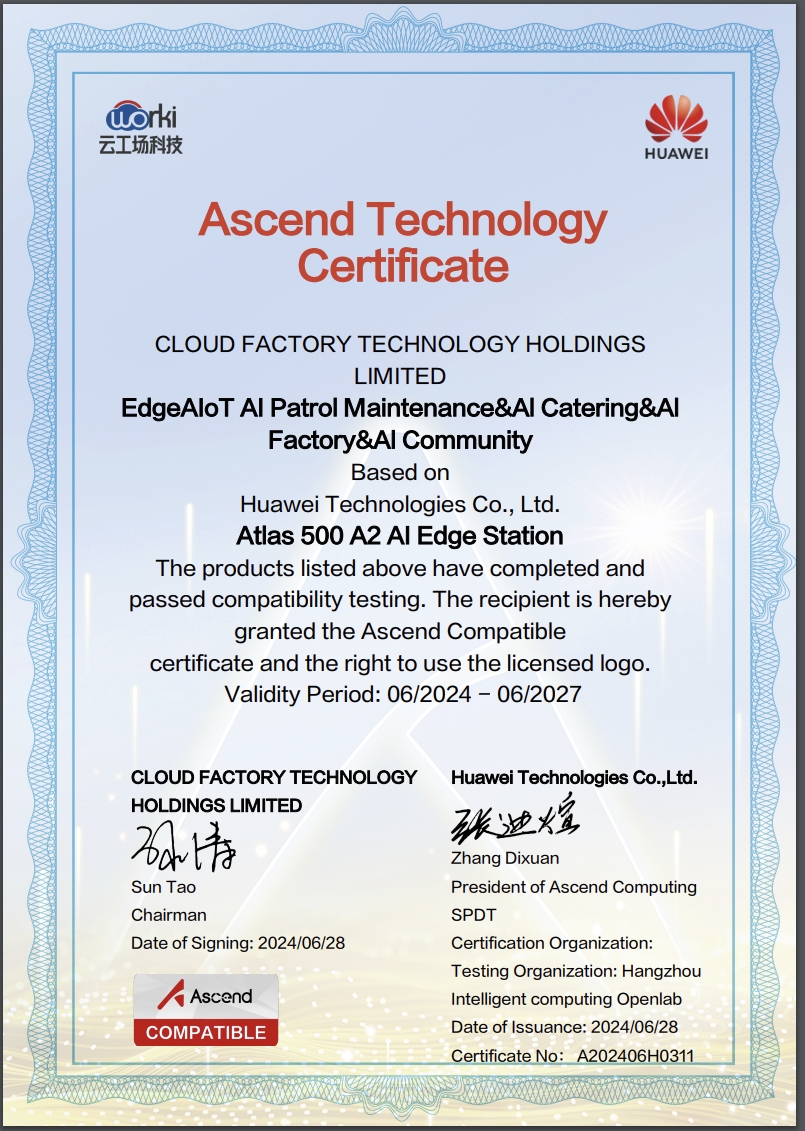 worki
云工场科技
HUAWEI
Ascend Technology
Certificate
CLOUD FACTORY TECHNOLOGY HOLDINGS
LIMITED
EdgeAIoT AI Patrol Maintenance&AI Catering&AI
Factory&AI Community
Based on
Huawei Technologies Co., Ltd.
Atlas 500 A2 AI Edge Station
The products listed above have completed and
passed compatibility testing. The recipient is hereby
granted the Ascend Compatible
certificate and the right to use the licensed logo.
Validity Period: 06/2024 – 06/2027
CLOUD FACTORY TECHNOLOGY
HOLDINGS LIMITED
Sun Tao
Chairman
Date of Signing: 2024/06/28
Ascend
COMPATIBLE
Huawei Technologies Co.,Ltd.
张迪煊
Zhang Dixuan
President of Ascend Computing
SPDT
Certification Organization:
Testing Organization: Hangzhou
Intelligent computing Openlab
Date of Issuance: 2024/06/28
Certificate No： A202406H0311